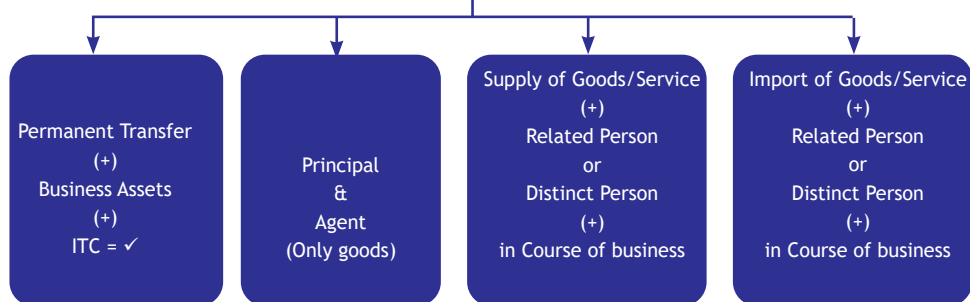 Permanent Transfer
(+)
Business Assets
(+)
ITC = ✓
Principal
&
Agent
(Only goods)
Supply of Goods/Service
(+)
Related Person
or
Distinct Person
(+)
in Course of business
Import of Goods/Service
(+)
Related Person
or
Distinct Person
(+)
in Course of business